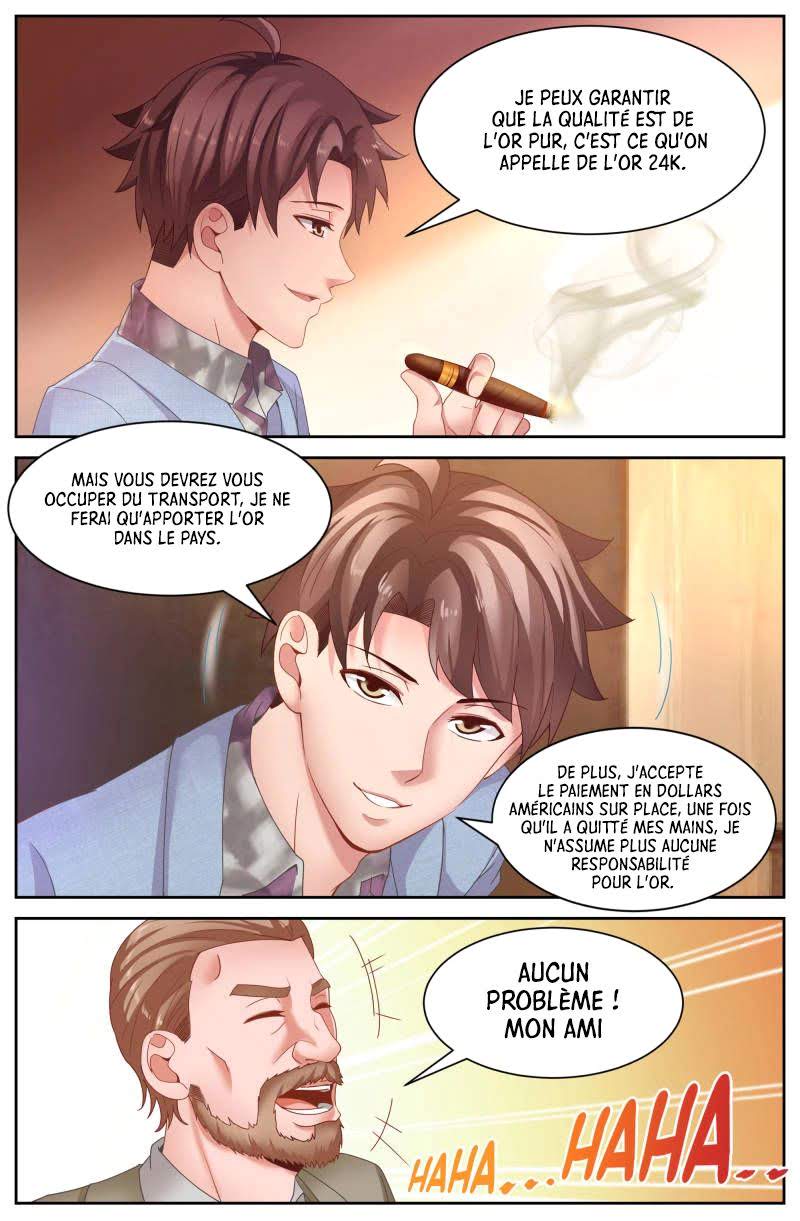 JE PEUX GARANTIR
QUE LA QUALITÉ EST DE
L'OR PUR, C'EST CE QU'ON
APPELLE DE L'OR 24K.
MAIS VOUS DEVREZ VOUS
OCCUPER DU TRANSPORT, JE NE
FERAI QU'APPORTER L'OR
DANS LE PAYS.
DE PLUS, J'ACCEPTE
LE PAIEMENT EN DOLLARS
AMÉRICAINS SUR PLACE, UNE FOIS
QU'IL A QUITTÉ MES MAINS, JE
N'ASSUME PLUS AUCUNE
RESPONSABILITÉ
POUR L'OR.
AUCUN
PROBLÈME !
MON AMI
HAHA...HAHA..